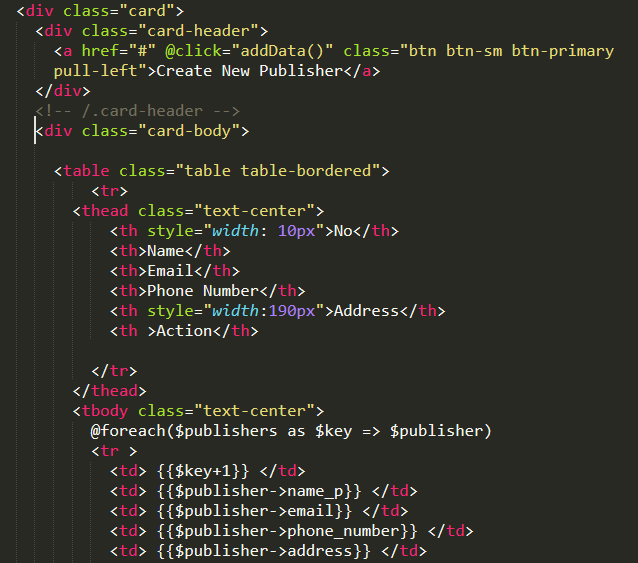 <div class="card">
<div class="card-header">
<a href="#" @click="addData()" class="btn btn-sm btn-primary
pull-left">Create New Publisher</a>
</div>
<!-- /.card-header -->
<div class="card-body">
<table class="table table-bordered">
<tr>
<thead class="text-center">
<th style="width: 10px">No</th>
<th>Name</th>
<th>Email</th>
<th>Phone Number</th>
<th style="width:190px">Address</th>
<th >Action</th>
</tr>
</thead>
<tbody class="text-center">
@foreach($publishers as $key => $publisher)
<tr >
<td> {{$key+1}} </td>
<td> {{$publisher->name_p}} </td>
<td> {{$publisher->email}} </td>
<td> {{$publisher->phone_number}} </td>
<td> {{$publisher->address}} </td>